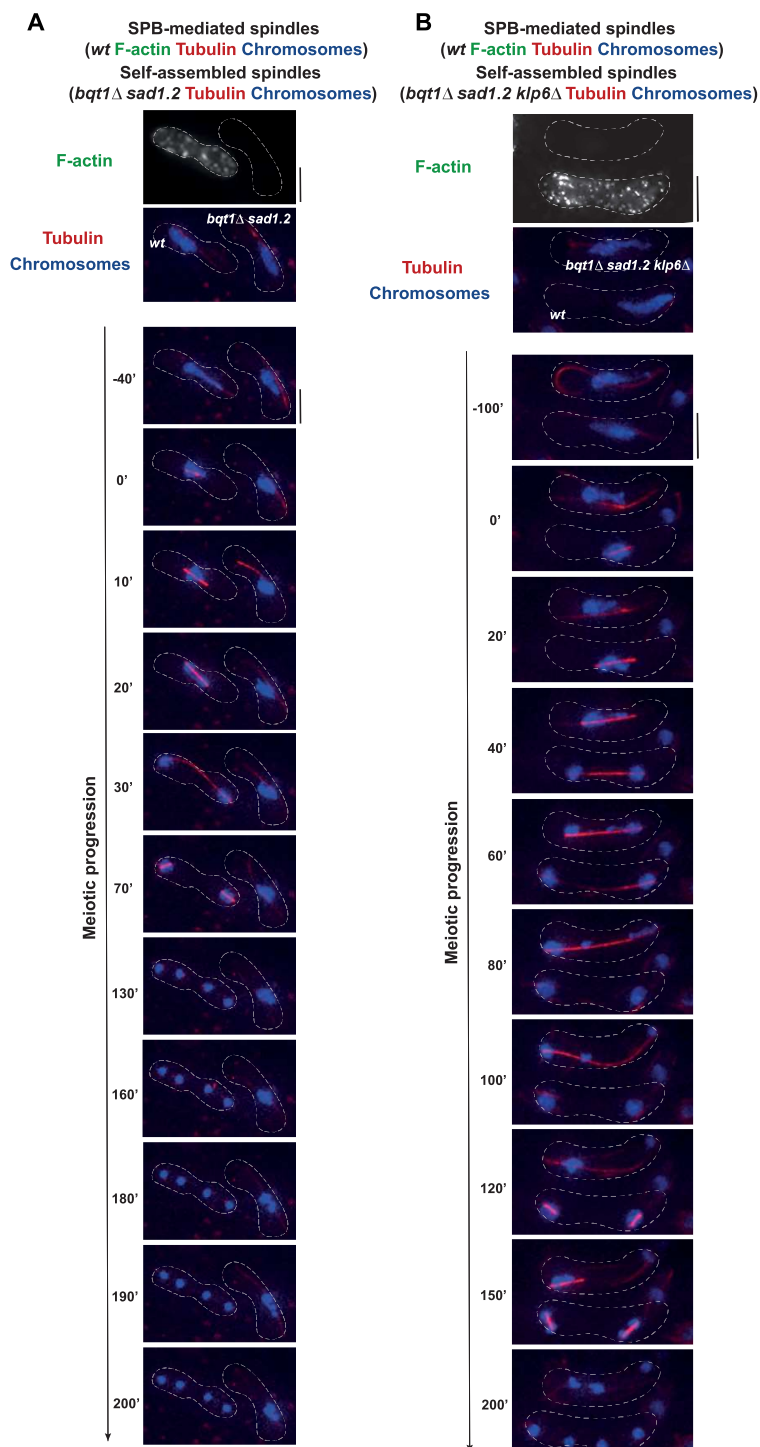 A
SPB-mediated spindles
(wt F-actin Tubulin Chromosomes)
Self-assembled spindles
(bqt1Δ sad1.2 Tubulin Chromosomes)
F-actin
Tubulin
Chromosomes
wt
bqt1Δ sad1.2
Meiotic progression
-40’
0’
10’
20’
30’
70’
130’
160’
180’
190’
200’
B
SPB-mediated spindles
(wt F-actin Tubulin Chromosomes)
Self-assembled spindles
(bqt1Δ sad1.2 klp6Δ Tubulin Chromosomes)
F-actin
Tubulin
Chromosomes
bqt1Δ sad1.2 klp6Δ
wt
Meiotic progression
-100’
0’
20’
40’
60’
80’
100’
120’
150’
200’